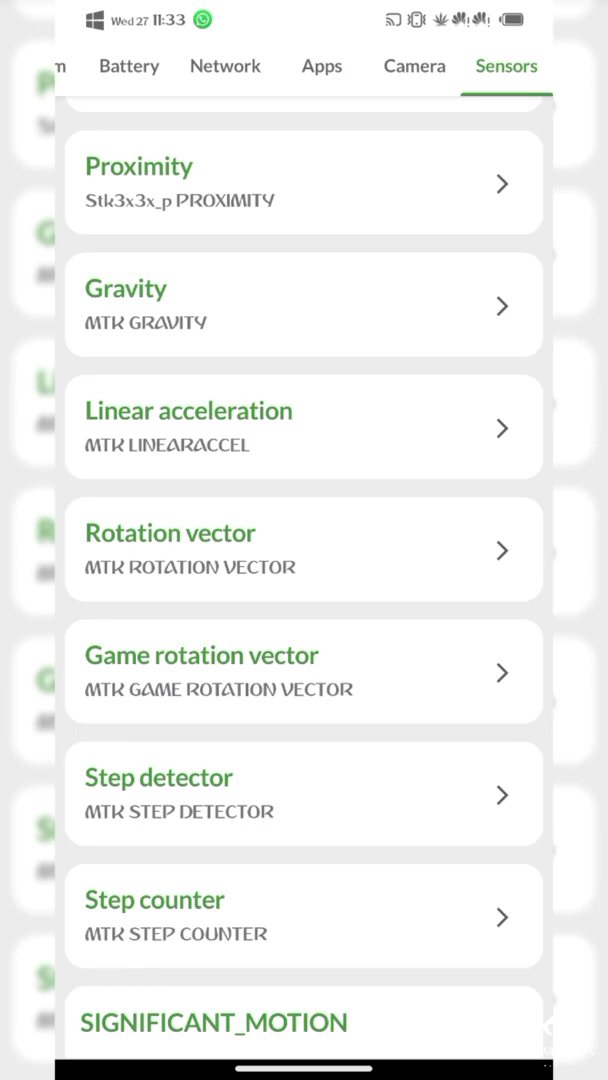 Wed 27 11:33
m Battery Network Apps Camera Sensors
Proximity
Stk3x3x_p PROXIMITY
Gravity
MTK GRAVITY
Linear acceleration
MTK LINEARACCEL
Rotation vector
MTK ROTATION VECTOR
Game rotation vector
MTK GAME ROTATION VECTOR
Step detector
MTK STEP DETECTOR
Step counter
MTK STEP COUNTER
SIGNIFICANT_MOTION